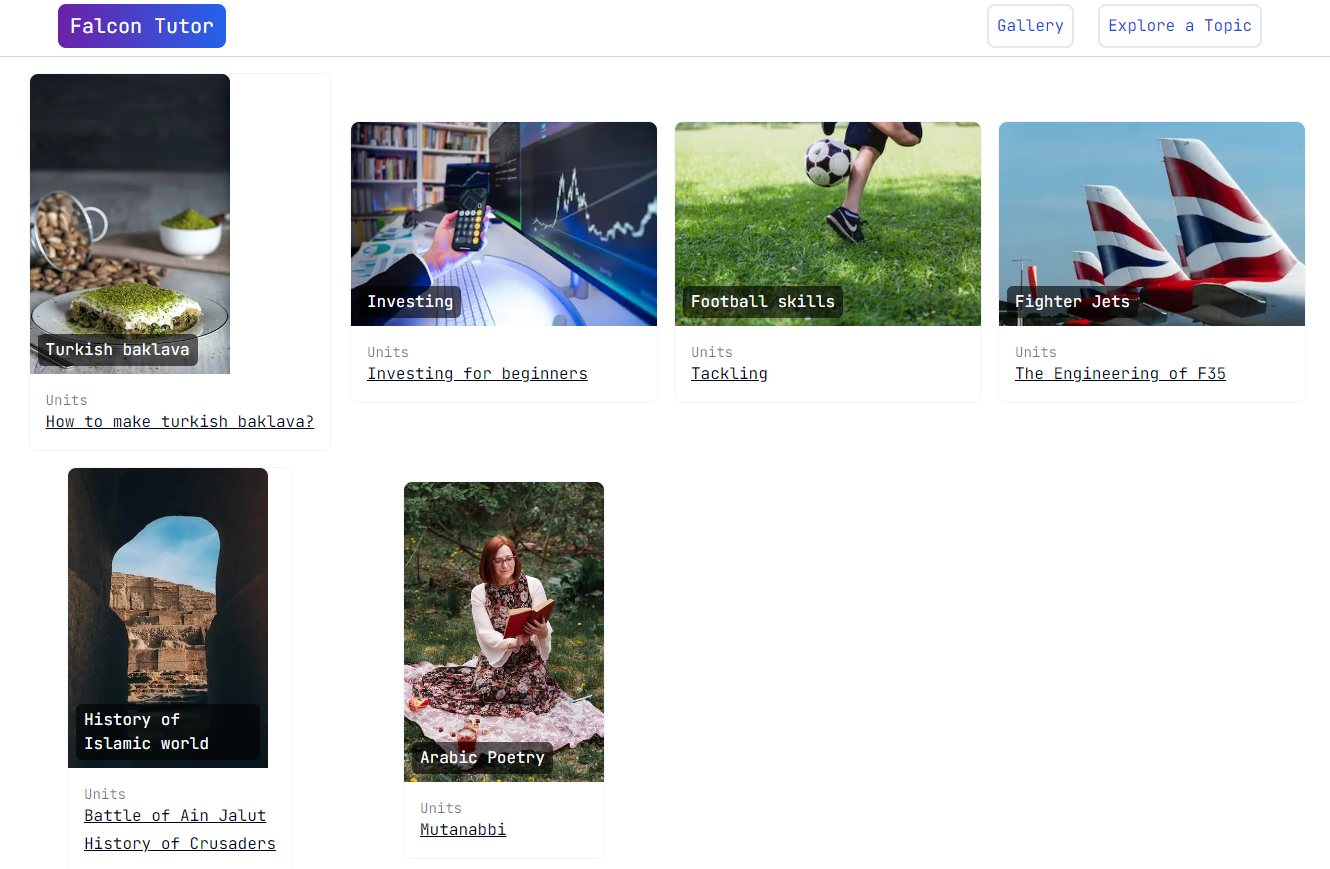 Falcon Tutor
Gallery
Explore a Topic
Turkish baklava
Units
How to make turkish baklava?
Investing
Units
Investing for beginners
Football skills
Units
Tackling
Fighter Jets
Units
The Engineering of F35
History of
Islamic world
Units
Battle of Ain Jalut
History of Crusaders
Arabic Poetry
Units
Mutanabbi